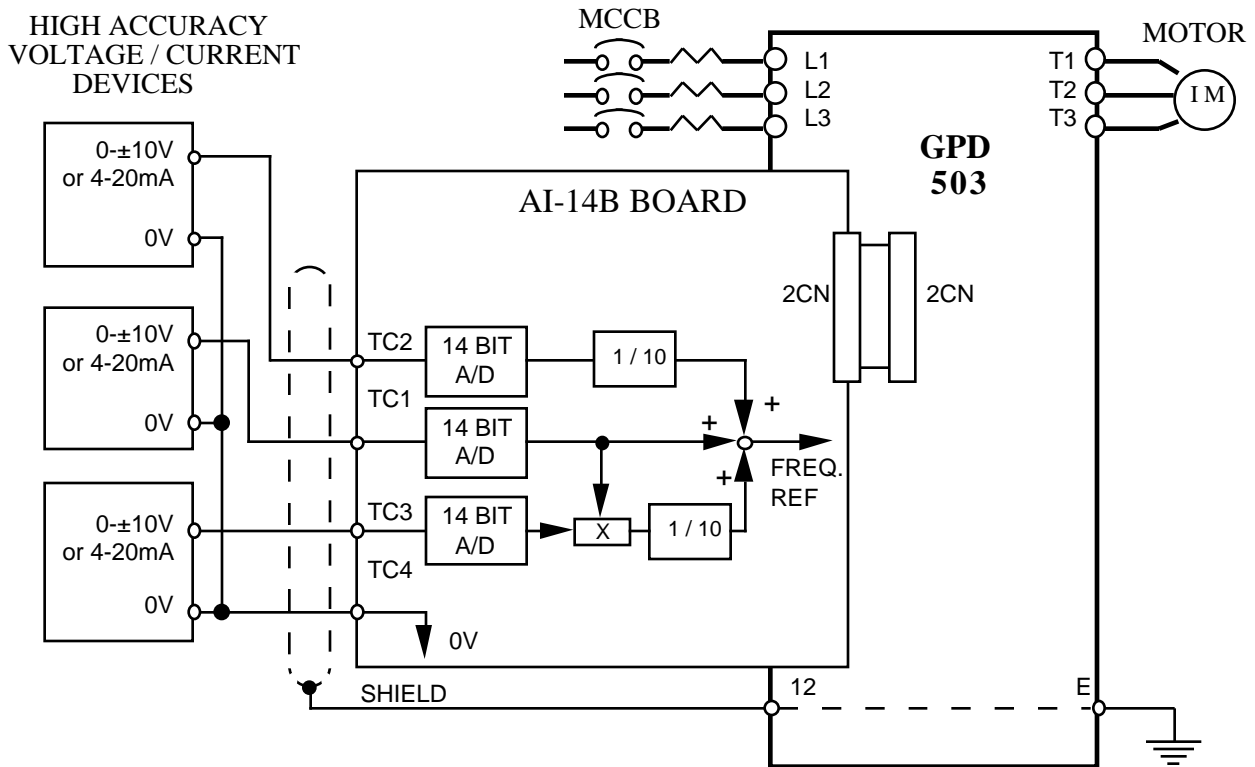 HIGH ACCURACY
VOLTAGE / CURRENT
DEVICES
MCCB
MOTOR
L1
L2
L3
T1
T2
T3
I M
GPD
503
0-±10V
or 4-20mA
0V
0-±10V
or 4-20mA
0V
0-±10V
or 4-20mA
0V
AI-14B BOARD
2CN
2CN
TC2
14 BIT
A/D
1 / 10
+
TC1
14 BIT
A/D
+
FREQ.
REF
+
TC3
14 BIT
A/D
X
1 / 10
TC4
0V
SHIELD
12
E